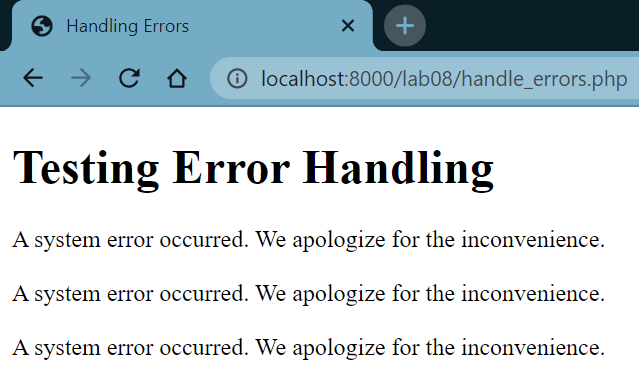 Handling Errors
localhost:8000/lab08/handle_errors.php
Testing Error Handling
A system error occurred. We apologize for the inconvenience.
A system error occurred. We apologize for the inconvenience.
A system error occurred. We apologize for the inconvenience.